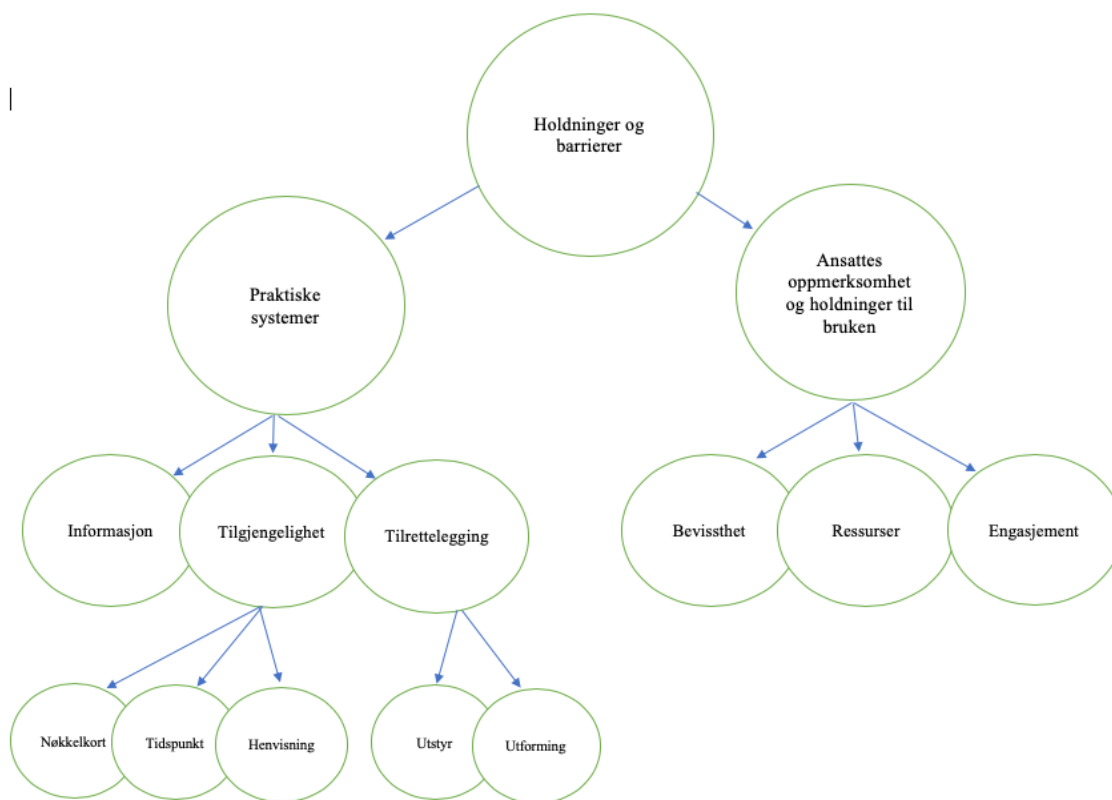 Holdninger og
barrierer
Praktiske
systemer
Ansattes
oppmerksomhet
og holdninger til
bruken
Informasjon
Tilgjengelighet
Tilrettelegging
Bevissthet
Ressurser
Engasjement
Nøkkelkort
Tidspunkt
Henvisning
Utstyr
Utforming